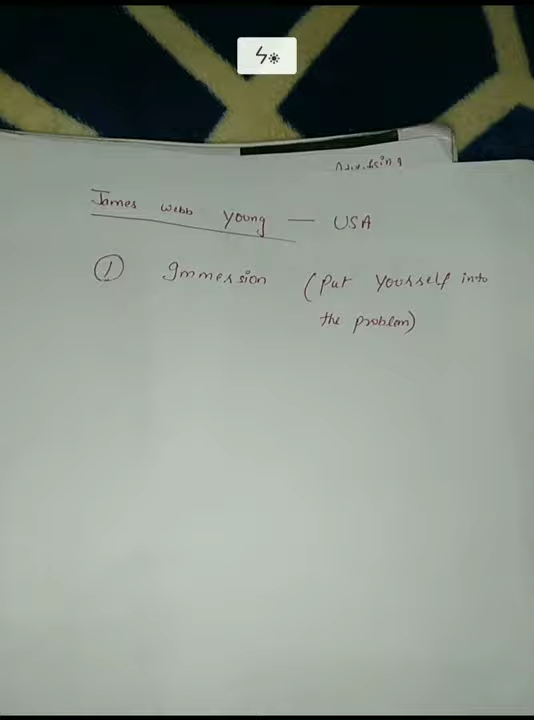 James Webb Young — USA
① Immersion (Put Yourself into
the problem)